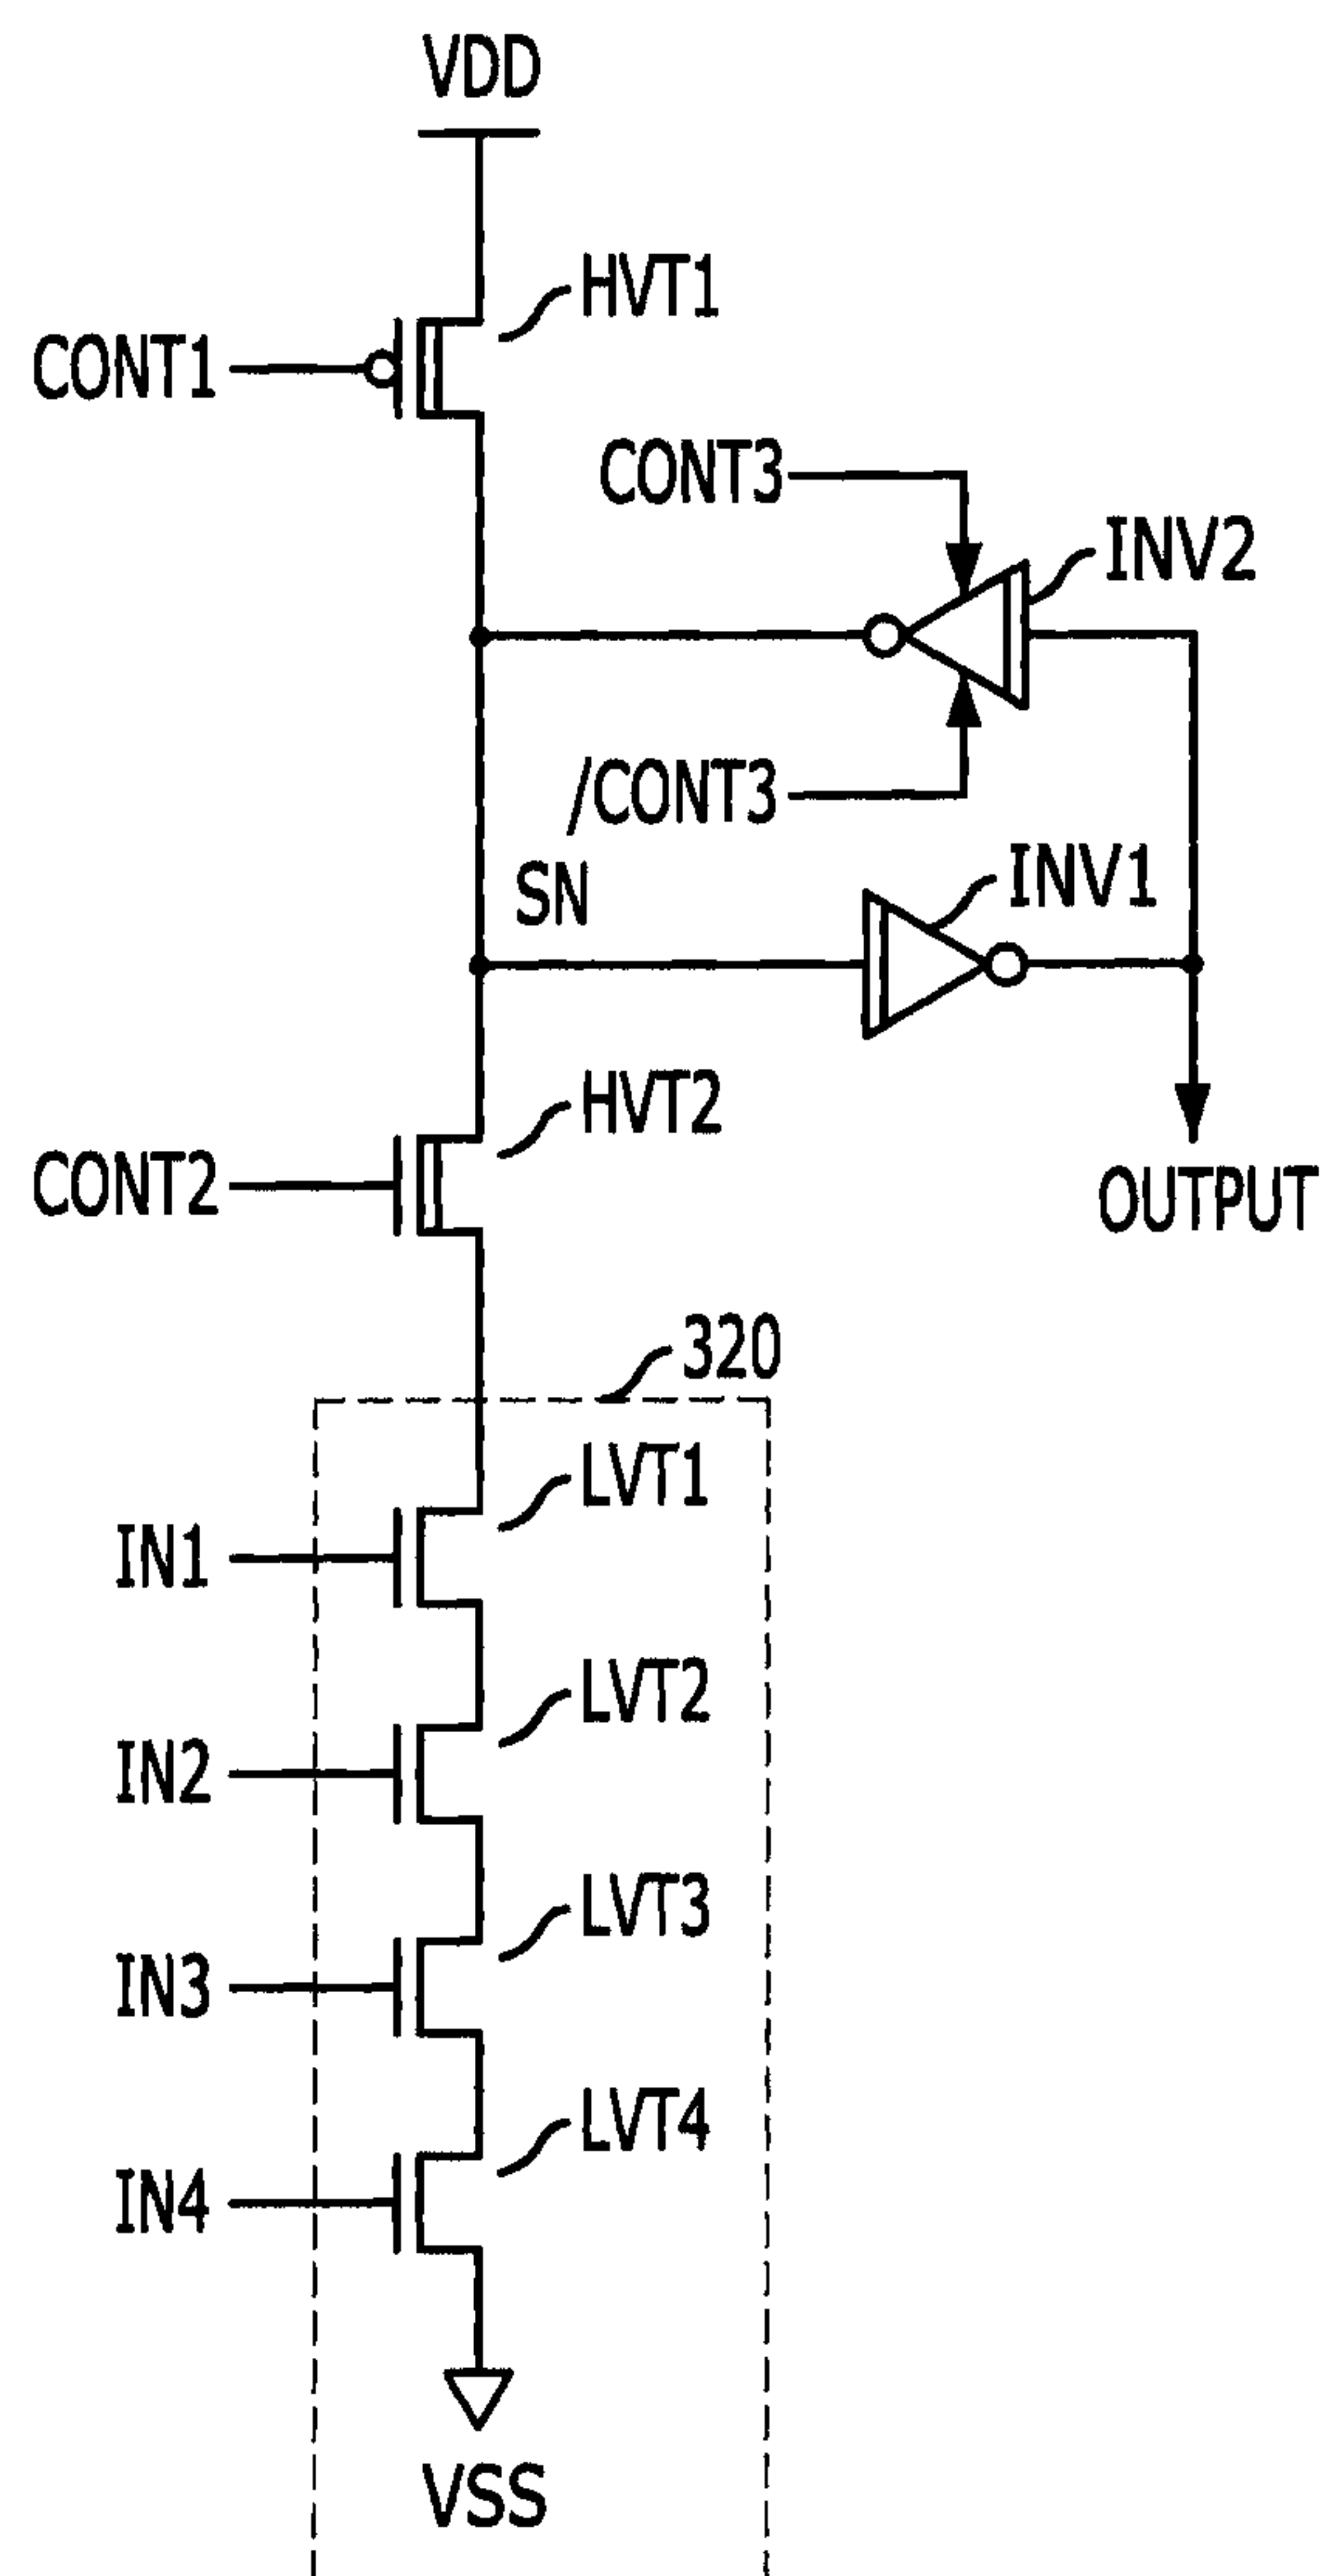 VDD
HVT1
CONT1
CONT3
INV2
/CONT3
INV1
SN
HVT2
CONT2
OUTPUT
320
LVT1
IN1
LVT2
IN2
LVT3
IN3
LVT4
IN4
VSS